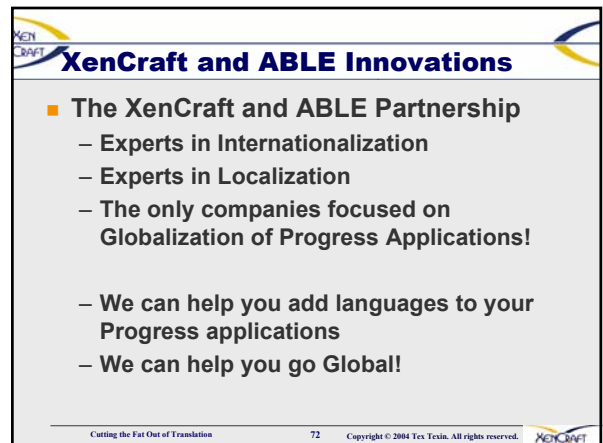 XEN
CRAFT
XenCraft and ABLE Innovations
The XenCraft and ABLE Partnership
– Experts in Internationalization
– Experts in Localization
– The only companies focused on
Globalization of Progress Applications!
– We can help you add languages to your
Progress applications
– We can help you go Global!
Cutting the Fat Out of Translation 72 Copyright © 2004 Tex Texin. All rights reserved. XENCRAFT